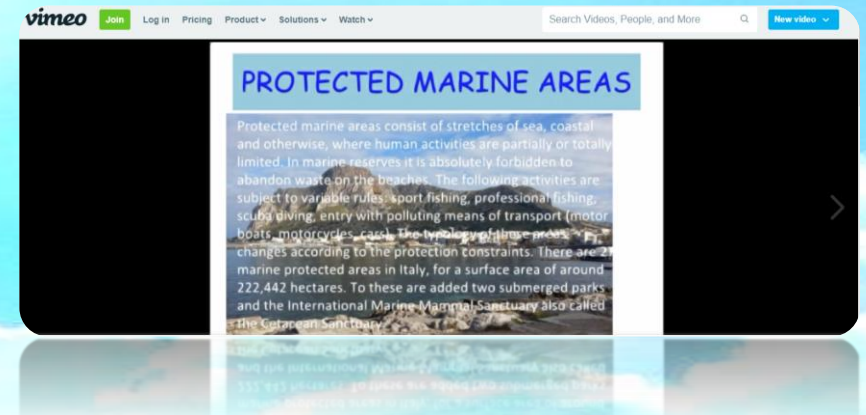 vimeo Join Log in Pricing Product Solutions Watch Search Videos, People, and More New video
PROTECTED MARINE AREAS
Protected marine areas consist of stretches of sea, coastal
and otherwise, where human activities are partially or totally
limited. In marine reserves it is absolutely forbidden to
abandon waste on the beaches. The following activities are
subject to variable rules: sport fishing, professional fishing,
scuba diving, entry with polluting means of transport (motor
boats, motorcycles, cars). The typology of these areas
changes according to the protection constraints. There are
marine protected areas in Italy, for a surface area of around
222,442 hectares. To these are added two submerged parks
and the International Marine Mammal Sanctuary also called
the Cetacean Sanctuary